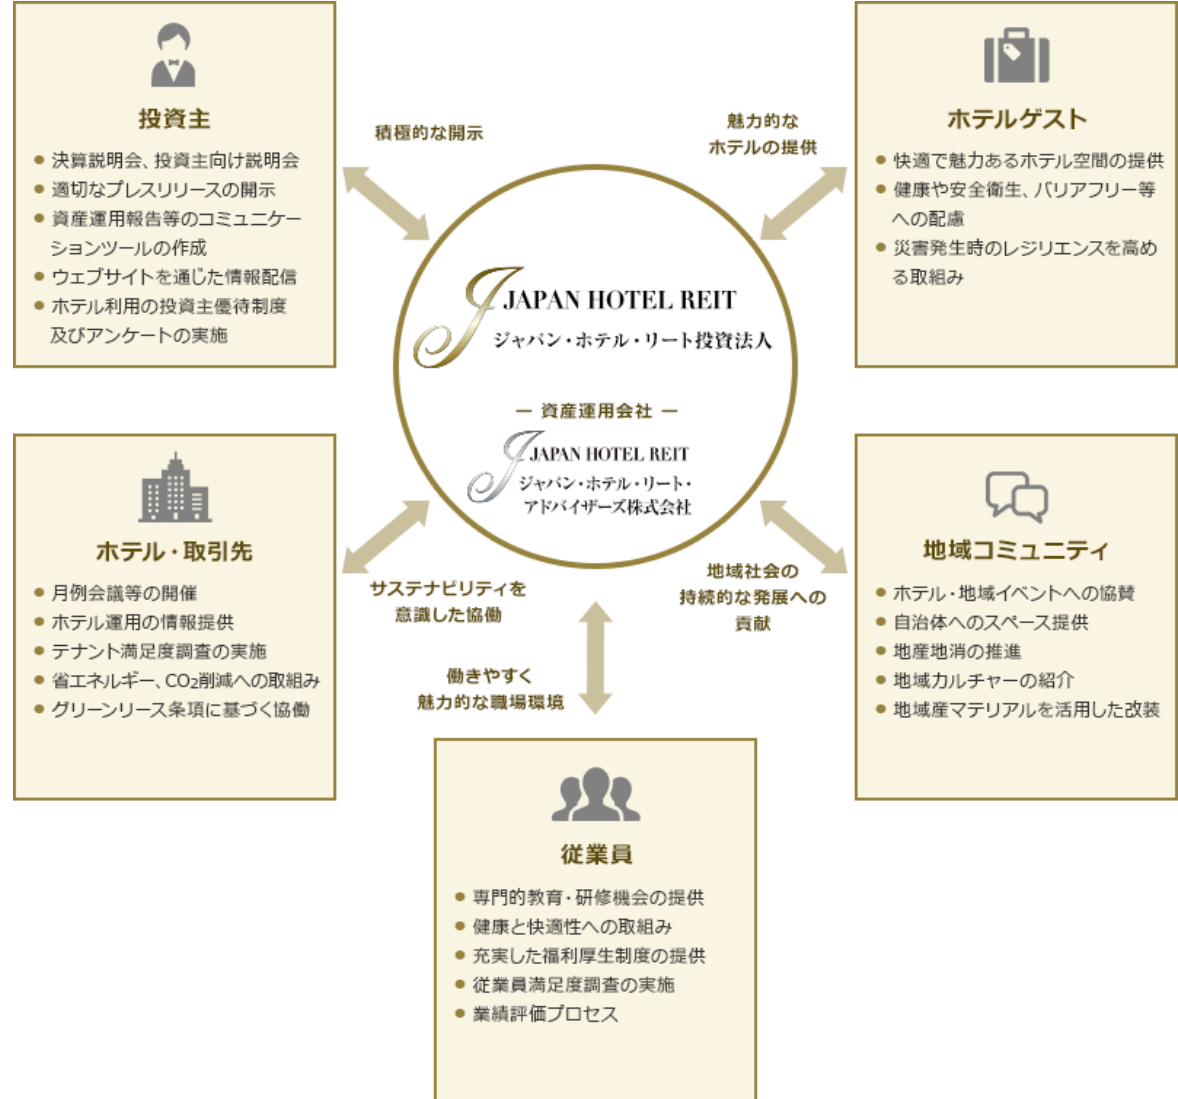 投資主
● 決算説明会、投資主向け説明会
● 適切なプレスリリースの開示
● 資産運用報告等のコミュニケー
ションツールの作成
● ウェブサイトを通じた情報配信
● ホテル利用の投資主優待制度
及びアンケートの実施
積極的な開示
魅力的な
ホテルの提供
ホテルゲスト
● 快適で魅力あるホテル空間の提供
● 健康や安全衛生、バリアフリー等
への配慮
● 災害発生時のレジリエンスを高め
る取組み
JAPAN HOTEL REIT
ジャパン・ホテル・リート投資法人
― 資産運用会社 ―
JAPAN HOTEL REIT
ジャパン・ホテル・リート・
アドバイザーズ株式会社
ホテル・取引先
● 月例会議等の開催
● ホテル運用の情報提供
● テナント満足度調査の実施
● 省エネルギー、CO₂削減への取組み
● グリーンリース条項に基づく協働
サステナビリティを
意識した協働
働きやすく
魅力的な職場環境
地域社会の
持続的な発展への
貢献
地域コミュニティ
● ホテル・地域イベントへの協賛
● 自治体へのスペース提供
● 地産地消の推進
● 地域カルチャーの紹介
● 地域産マテリアルを活用した改装
従業員
● 専門的教育・研修機会の提供
● 健康と快適性への取組み
● 充実した福利厚生制度の提供
● 従業員満足度調査の実施
● 業績評価プロセス